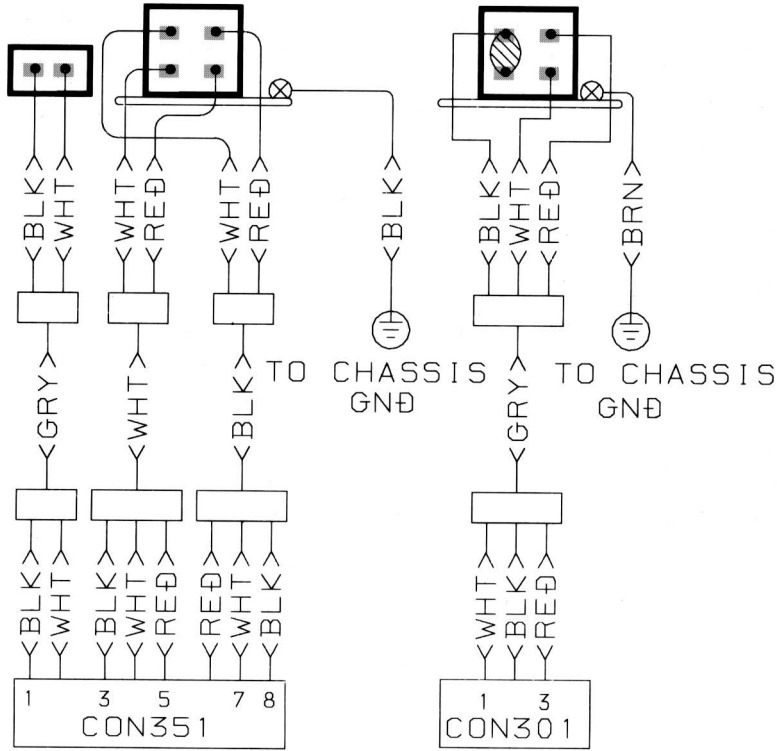 <BLK> <WHT> <WHT> <RED> <WHT> <RED> <BLK> <BLK> <WHT> <RED> <BRN>
TO CHASSIS GND
TO CHASSIS GND
<GRY> <WHT> <BLK> <GRY>
<BLK> <WHT> <BLK> <WHT> <RED> <RED> <WHT> <BLK> <WHT> <BLK> <RED>
1 3 5 7 8
CON351
1 3
CON301